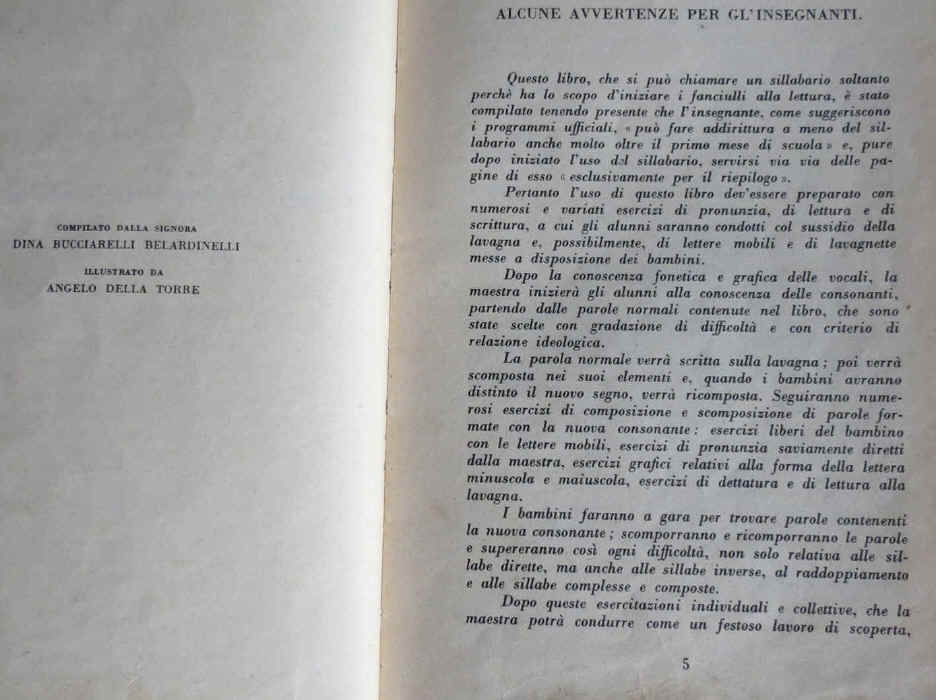 COMPILATO DALLA SIGNORA
DINA BUCCIARELLI BELARDINELLI
ILLUSTRATO DA
ANGELO DELLA TORRE
ALCUNE AVVERTENZE PER GL'INSEGNANTI.
Questo libro, che si può chiamare un sillabario soltanto
perchè ha lo scopo d'iniziare i fanciulli alla lettura, è stato
compilato tenendo presente che l'insegnante, come suggeriscono
i programmi ufficiali, « può fare addirittura a meno del sil-
labario anche molto oltre il primo mese di scuola » e, pure
dopo iniziato l'uso del sillabario, servirsi via via delle pa-
gine di esso « esclusivamente per il riepilogo ».
Pertanto l'uso di questo libro dev'essere preparato con
numerosi e variati esercizi di pronunzia, di lettura e di
scrittura, a cui gli alunni saranno condotti col sussidio della
lavagna e, possibilmente, di lettere mobili e di lavagnette
messe a disposizione dei bambini.
Dopo la conoscenza fonetica e grafica delle vocali, la
maestra inizierà gli alunni alla conoscenza delle consonanti,
partendo dalle parole normali contenute nel libro, che sono
state scelte con gradazione di difficoltà e con criterio di
relazione ideologica.
La parola normale verrà scritta sulla lavagna ; poi verrà
scomposta nei suoi elementi e, quando i bambini avranno
distinto il nuovo segno, verrà ricomposta. Seguiranno nume-
rosi esercizi di composizione e scomposizione di parole for-
mate con la nuova consonante : esercizi liberi del bambino
con le lettere mobili, esercizi di pronunzia saviamente diretti
dalla maestra, esercizi grafici relativi alla forma della lettera
minuscola e maiuscola, esercizi di dettatura e di lettura alla
lavagna.
I bambini faranno a gara per trovare parole contenenti
la nuova consonante ; scomporranno e ricomporranno le parole
e supereranno così ogni difficoltà, non solo relativa alle sil-
labe dirette, ma anche alle sillabe inverse, al raddoppiamento
e alle sillabe complesse e composte.
Dopo queste esercitazioni individuali e collettive, che la
maestra potrà condurre come un festoso lavoro di scoperta,
5